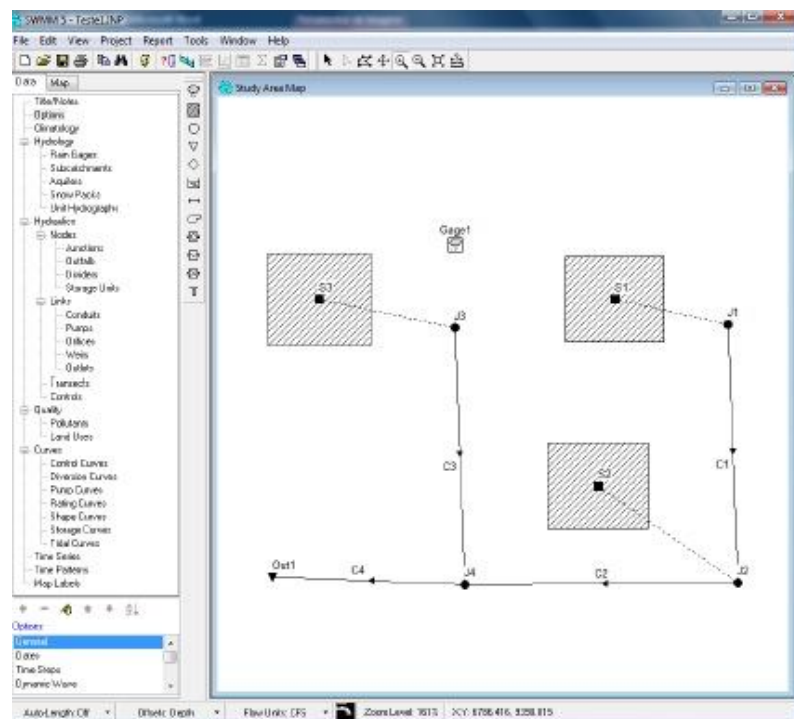 SWMM 5 - Teste1.INP
File Edit View Project Report Tools Window Help
Data Map
Title/Notes
Options
Climatology
Hydrology
Rain Gages
Subcatchments
Aquifers
Snow Packs
Unit Hydrographs
Hydraulics
Nodes
Junctions
Outfalls
Dividers
Storage Units
Links
Conduits
Pumps
Orifices
Weirs
Outlets
Transects
Controls
Quality
Pollutants
Land Uses
Curves
Control Curves
Diversion Curves
Pump Curves
Rating Curves
Shape Curves
Storage Curves
Tidal Curves
Time Series
Time Patterns
Map Labels
Options
General
Dates
Time Steps
Dynamic Wave
Study Area Map
Gage1
S3
S1
J3
J1
C3
S2
C1
Out1
C4
J4
C2
J2
Auto-Length: Off Offsets: Depth Flow Units: CFS Zoom Level: 161% X,Y: